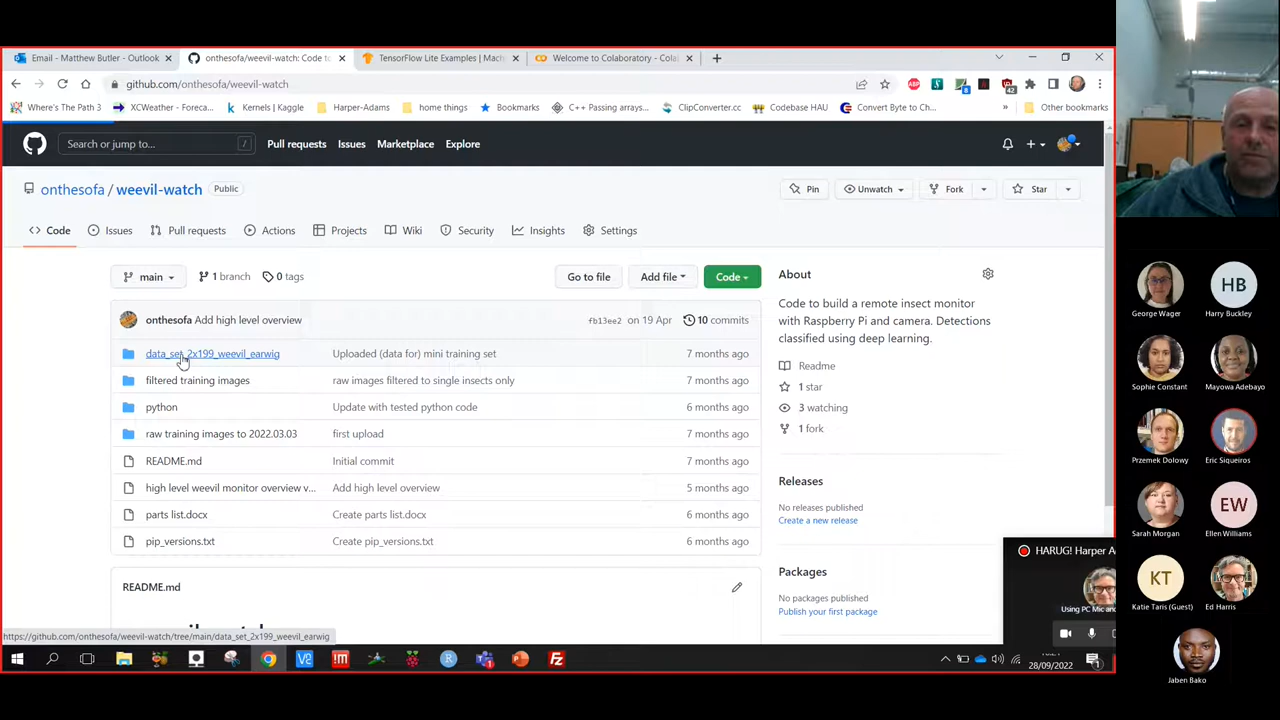 Email - Matthew Butler - Outlook
onthesofa/weevil-watch: Code to
TensorFlow Lite Examples | Mach
Welcome to Colaboratory - Colab
github.com/onthesofa/weevil-watch
Where's The Path 3
XCWeather - Foreca...
Kernels | Kaggle
Harper-Adams
home things
Bookmarks
C++ Passing arrays...
ClipConverter.cc
Codebase HAU
Convert Byte to Ch...
Other bookmarks
Search or jump to...
Pull requests
Issues
Marketplace
Explore
onthesofa / weevil-watch
Public
Pin
Unwatch
Fork
Star
Code
Issues
Pull requests
Actions
Projects
Wiki
Security
Insights
Settings
main
1 branch
0 tags
Go to file
Add file
Code
onthesofa Add high level overview
fb13ee2 on 19 Apr
10 commits
data_set_2x199_weevil_earwig
Uploaded (data for) mini training set
7 months ago
filtered training images
raw images filtered to single insects only
7 months ago
python
Update with tested python code
6 months ago
raw training images to 2022.03.03
first upload
7 months ago
README.md
Initial commit
7 months ago
high level weevil monitor overview v...
Add high level overview
5 months ago
parts list.docx
Create parts list.docx
6 months ago
pip_versions.txt
Create pip_versions.txt
6 months ago
README.md
About
Code to build a remote insect monitor
with Raspberry Pi and camera. Detections
classified using deep learning.
Readme
1 star
3 watching
1 fork
Releases
No releases published
Create a new release
Packages
No packages published
Publish your first package
HARUG! Harper A
Using PC Mic and
https://github.com/onthesofa/weevil-watch/tree/main/data_set_2x199_weevil_earwig
28/09/2022
George Wager
HB
Harry Buckley
Sophie Constant
Mayowa Adebayo
Przemek Dolowy
Eric Siqueiros
Sarah Morgan
EW
Ellen Williams
KT
Katie Taris (Guest)
Ed Harris
Jaben Bako